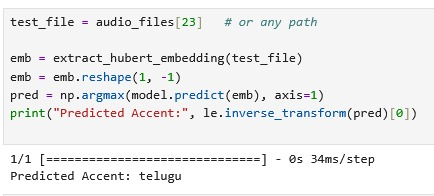 test_file = audio_files[23]   # or any path
emb = extract_hubert_embedding(test_file)
emb = emb.reshape(1, -1)
pred = np.argmax(model.predict(emb), axis=1)
print("Predicted Accent:", le.inverse_transform(pred)[0])
1/1 [==============================] - 0s 34ms/step
Predicted Accent: telugu